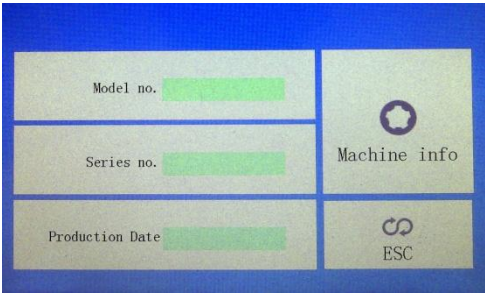 Model no.
Series no.
Production Date
Machine info
ESC